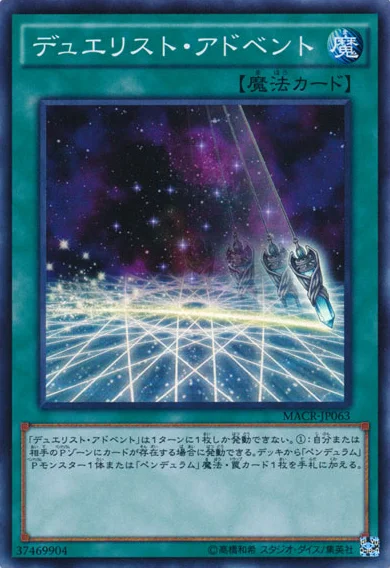 デュエリスト・アドベント
魔
【魔法カード】
MACR-JP063
「デュエリスト・アドベント」は1ターンに1枚しか発動できない。①:自分または
相手のPゾーンにカードが存在する場合に発動できる。デッキから「ペンデュラム」
Pモンスター1体または「ペンデュラム」魔法・罠カード1枚を手札に加える。
37469904
©高橋和希 スタジオ・ダイス/集英社